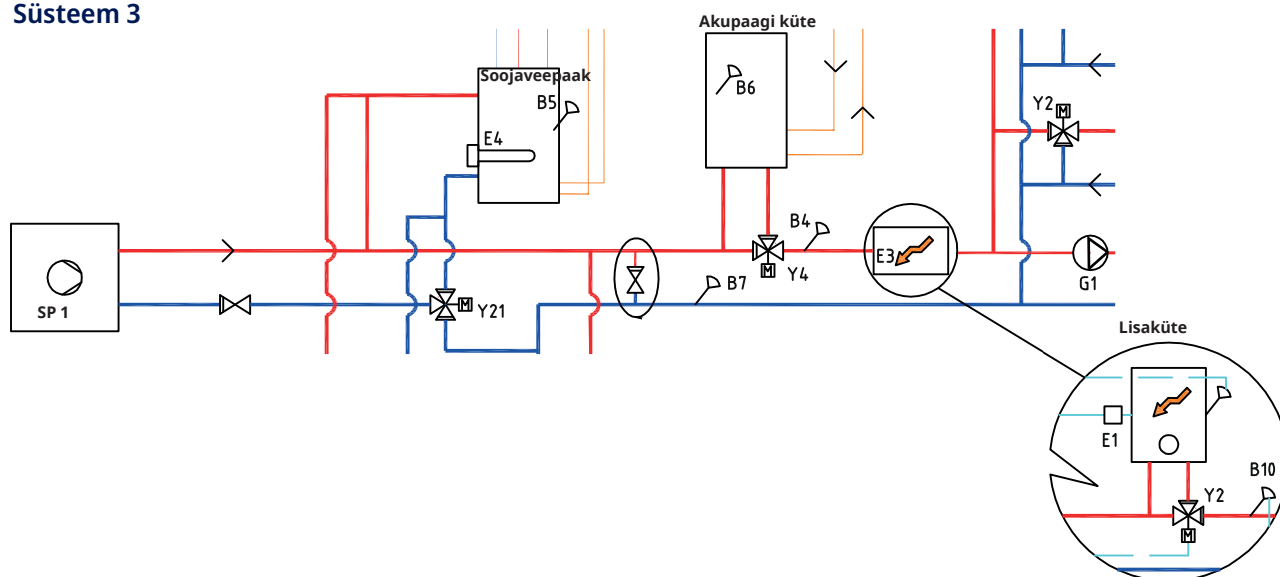 Süsteem 3
Akupaagi küte
Soojaveepaak
B5
B6
E4
Y2
M
B4
E3
B7
Y4
M
G1
SP 1
M
Y21
Lisaküte
E1
B10
Y2
M